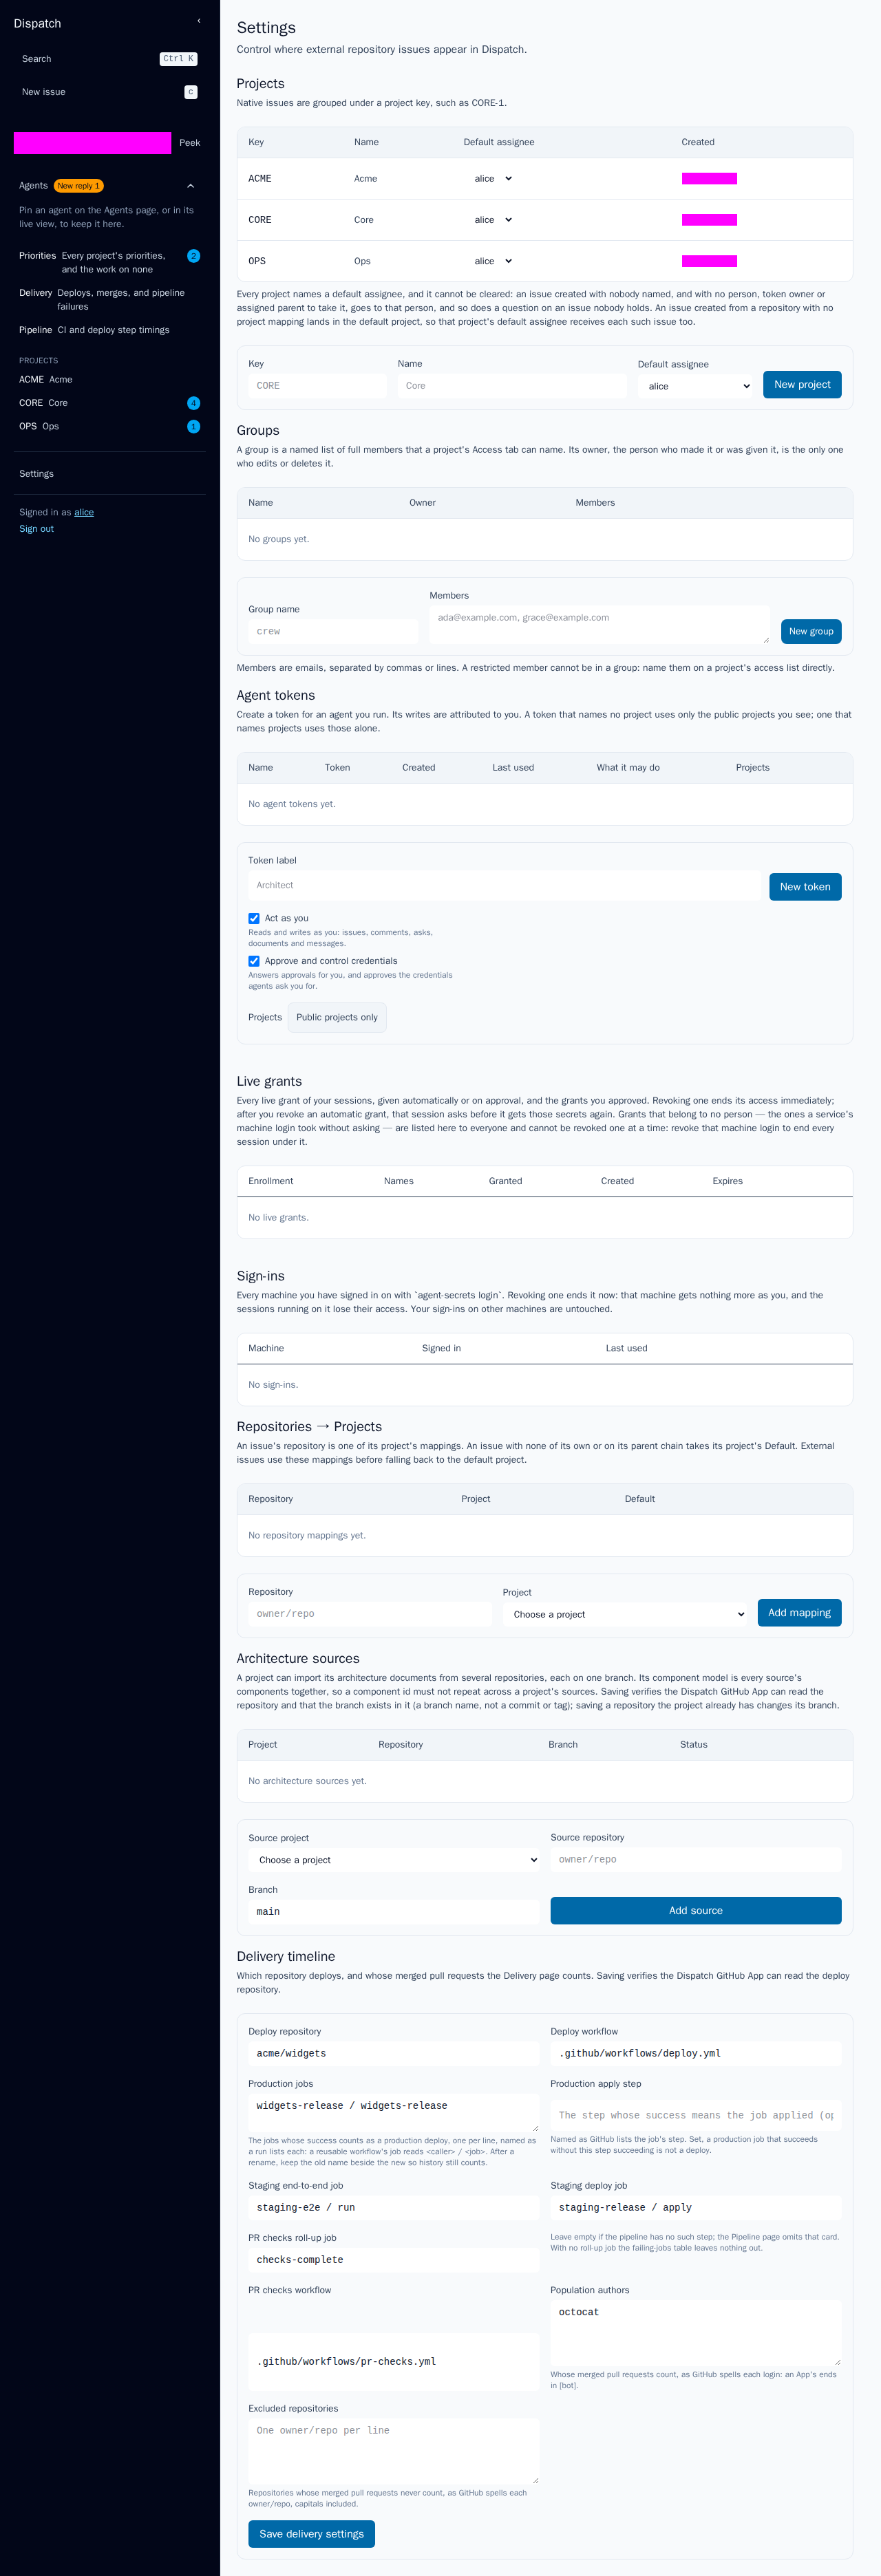 Dispatch
Search Ctrl K
New issue C
Peek
Agents New reply 1
Pin an agent on the Agents page, or in its
live view, to keep it here.
Priorities Every project's priorities,
and the work on none
2
Delivery Deploys, merges, and pipeline
failures
Pipeline CI and deploy step timings
PROJECTS
ACME Acme
CORE Core 4
OPS Ops 1
Settings
Signed in as alice
Sign out
Settings
Control where external repository issues appear in Dispatch.
Projects
Native issues are grouped under a project key, such as CORE-1.
Key Name Default assignee Created
ACME Acme alice
CORE Core alice
OPS Ops alice
Every project names a default assignee, and it cannot be cleared: an issue created with nobody named, and with no person, token owner or
assigned parent to take it, goes to that person, and so does a question on an issue nobody holds. An issue created from a repository with no
project mapping lands in the default project, so that project's default assignee receives each such issue too.
Key Name Default assignee
CORE Core alice New project
Groups
A group is a named list of full members that a project's Access tab can name. Its owner, the person who made it or was given it, is the only one
who edits or deletes it.
Name Owner Members
No groups yet.
Group name Members
crew ada@example.com, grace@example.com New group
Members are emails, separated by commas or lines. A restricted member cannot be in a group: name them on a project's access list directly.
Agent tokens
Create a token for an agent you run. Its writes are attributed to you. A token that names no project uses only the public projects you see; one that
names projects uses those alone.
Name Token Created Last used What it may do Projects
No agent tokens yet.
Token label
Architect New token
Act as you
Reads and writes as you: issues, comments, asks,
documents and messages.
Approve and control credentials
Answers approvals for you, and approves the credentials
agents ask you for.
Projects Public projects only
Live grants
Every live grant of your sessions, given automatically or on approval, and the grants you approved. Revoking one ends its access immediately;
after you revoke an automatic grant, that session asks before it gets those secrets again. Grants that belong to no person — the ones a service's
machine login took without asking — are listed here to everyone and cannot be revoked one at a time: revoke that machine login to end every
session under it.
Enrollment Names Granted Created Expires
No live grants.
Sign-ins
Every machine you have signed in on with `agent-secrets login`. Revoking one ends it now: that machine gets nothing more as you, and the
sessions running on it lose their access. Your sign-ins on other machines are untouched.
Machine Signed in Last used
No sign-ins.
Repositories → Projects
An issue's repository is one of its project's mappings. An issue with none of its own or on its parent chain takes its project's Default. External
issues use these mappings before falling back to the default project.
Repository Project Default
No repository mappings yet.
Repository Project
owner/repo Choose a project Add mapping
Architecture sources
A project can import its architecture documents from several repositories, each on one branch. Its component model is every source's
components together, so a component id must not repeat across a project's sources. Saving verifies the Dispatch GitHub App can read the
repository and that the branch exists in it (a branch name, not a commit or tag); saving a repository the project already has changes its branch.
Project Repository Branch Status
No architecture sources yet.
Source project Source repository
Choose a project owner/repo
Branch
main Add source
Delivery timeline
Which repository deploys, and whose merged pull requests the Delivery page counts. Saving verifies the Dispatch GitHub App can read the deploy
repository.
Deploy repository Deploy workflow
acme/widgets .github/workflows/deploy.yml
Production jobs Production apply step
widgets-release / widgets-release
The step whose success means the job applied (op
The jobs whose success counts as a production deploy, one per line, named as
a run lists each: a reusable workflow's job reads <caller> / <job>. After a
rename, keep the old name beside the new so history still counts.
Named as GitHub lists the job's step. Set, a production job that succeeds
without this step succeeding is not a deploy.
Staging end-to-end job Staging deploy job
staging-e2e / run staging-release / apply
PR checks roll-up job
checks-complete
Leave empty if the pipeline has no such step; the Pipeline page omits that card.
With no roll-up job the failing-jobs table leaves nothing out.
PR checks workflow Population authors
octocat
.github/workflows/pr-checks.yml
Whose merged pull requests count, as GitHub spells each login: an App's ends
in [bot].
Excluded repositories
One owner/repo per line
Repositories whose merged pull requests never count, as GitHub spells each
owner/repo, capitals included.
Save delivery settings